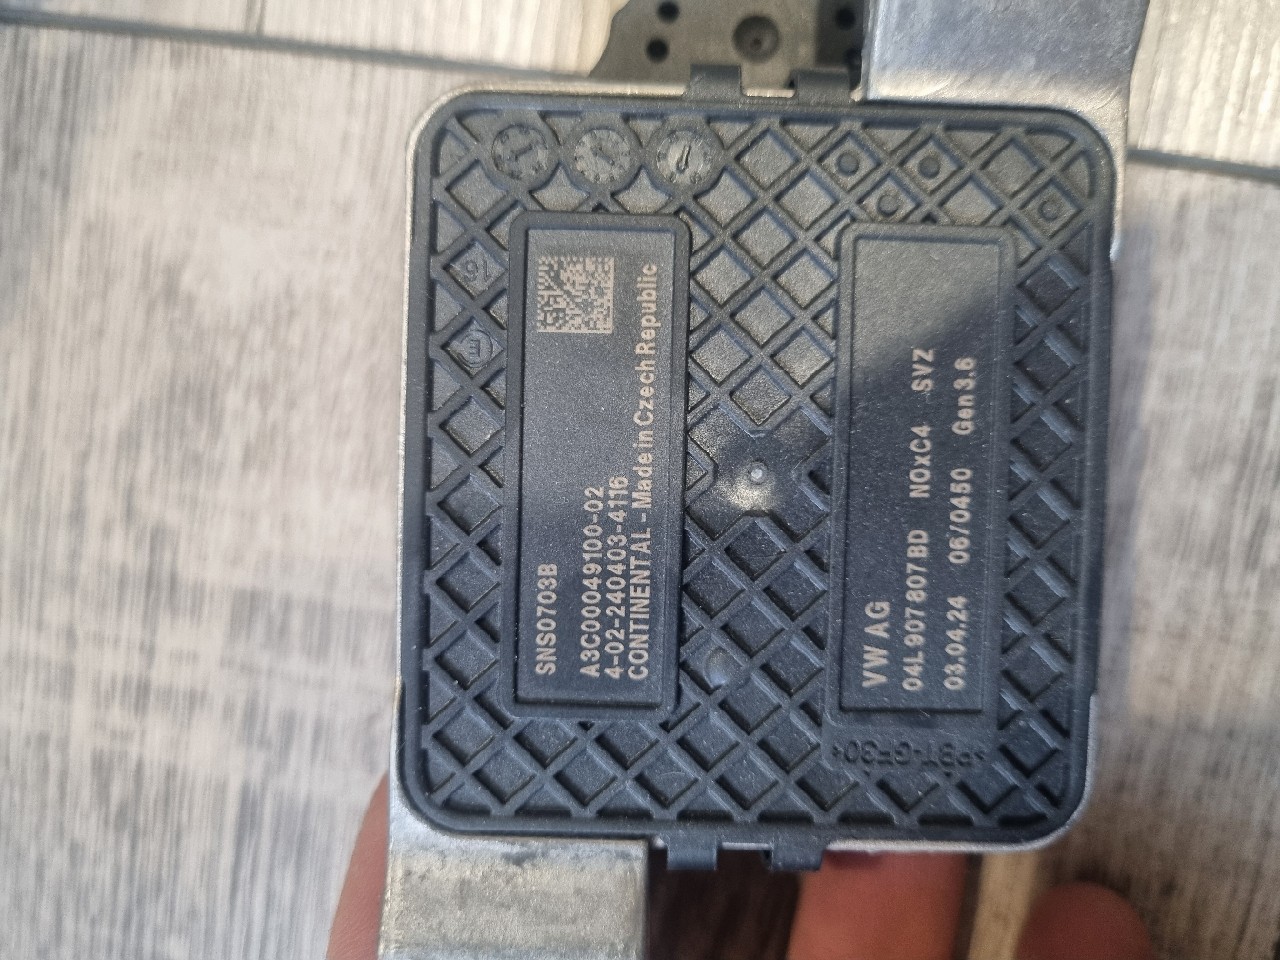 SNS0703B
A3C00049100-02
4-02-240403-4116
CONTINENTAL - Made in Czech Republic
VW AG
04L 907 807 BD NOxC4 SVZ
03.04.24 06/0450 Gen 3.6
>PBT-GF30<
16